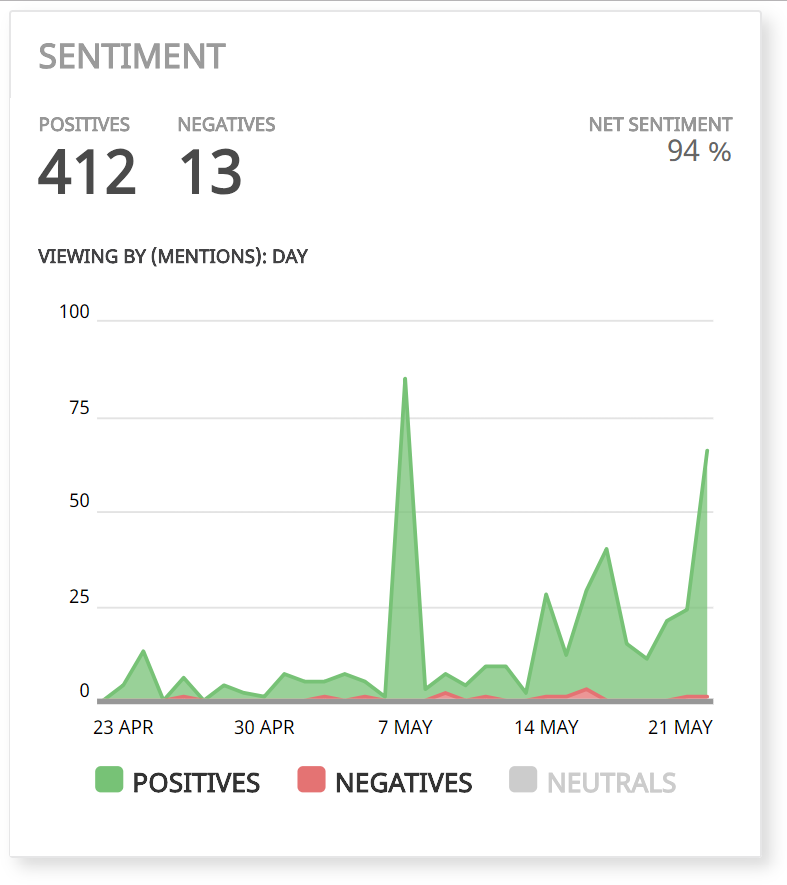 SENTIMENT
POSITIVES NEGATIVES NET SENTIMENT
412 13 94 %
VIEWING BY (MENTIONS): DAY
100
75
50
25
0
23 APR 30 APR 7 MAY 14 MAY 21 MAY
POSITIVES NEGATIVES NEUTRALS